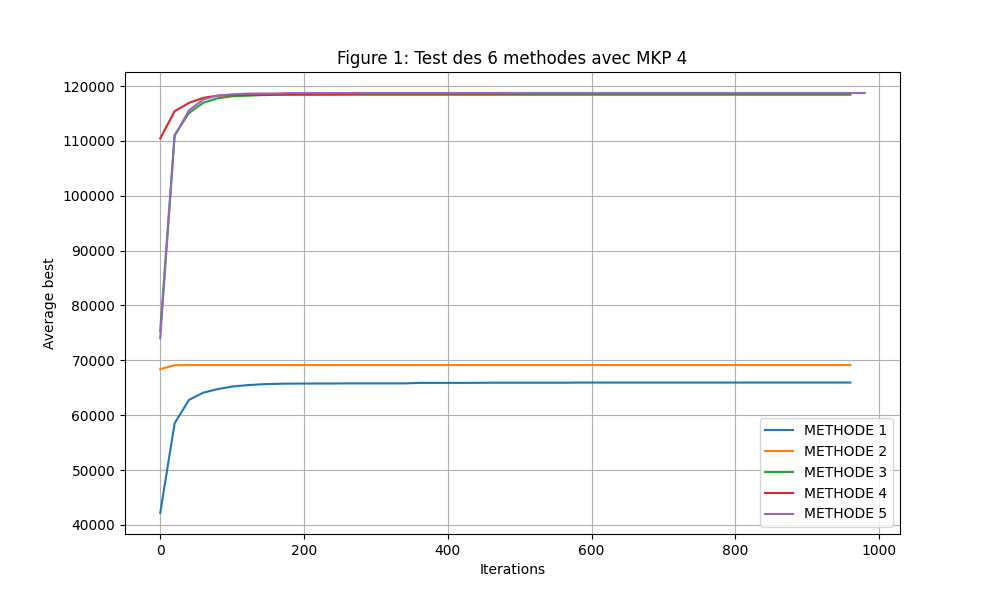 Figure 1: Test des 6 methodes avec MKP 4
120000
110000
100000
90000
80000
70000
60000
50000
40000
Average best
0 200 400 600 800 1000
Iterations
METHODE 1
METHODE 2
METHODE 3
METHODE 4
METHODE 5